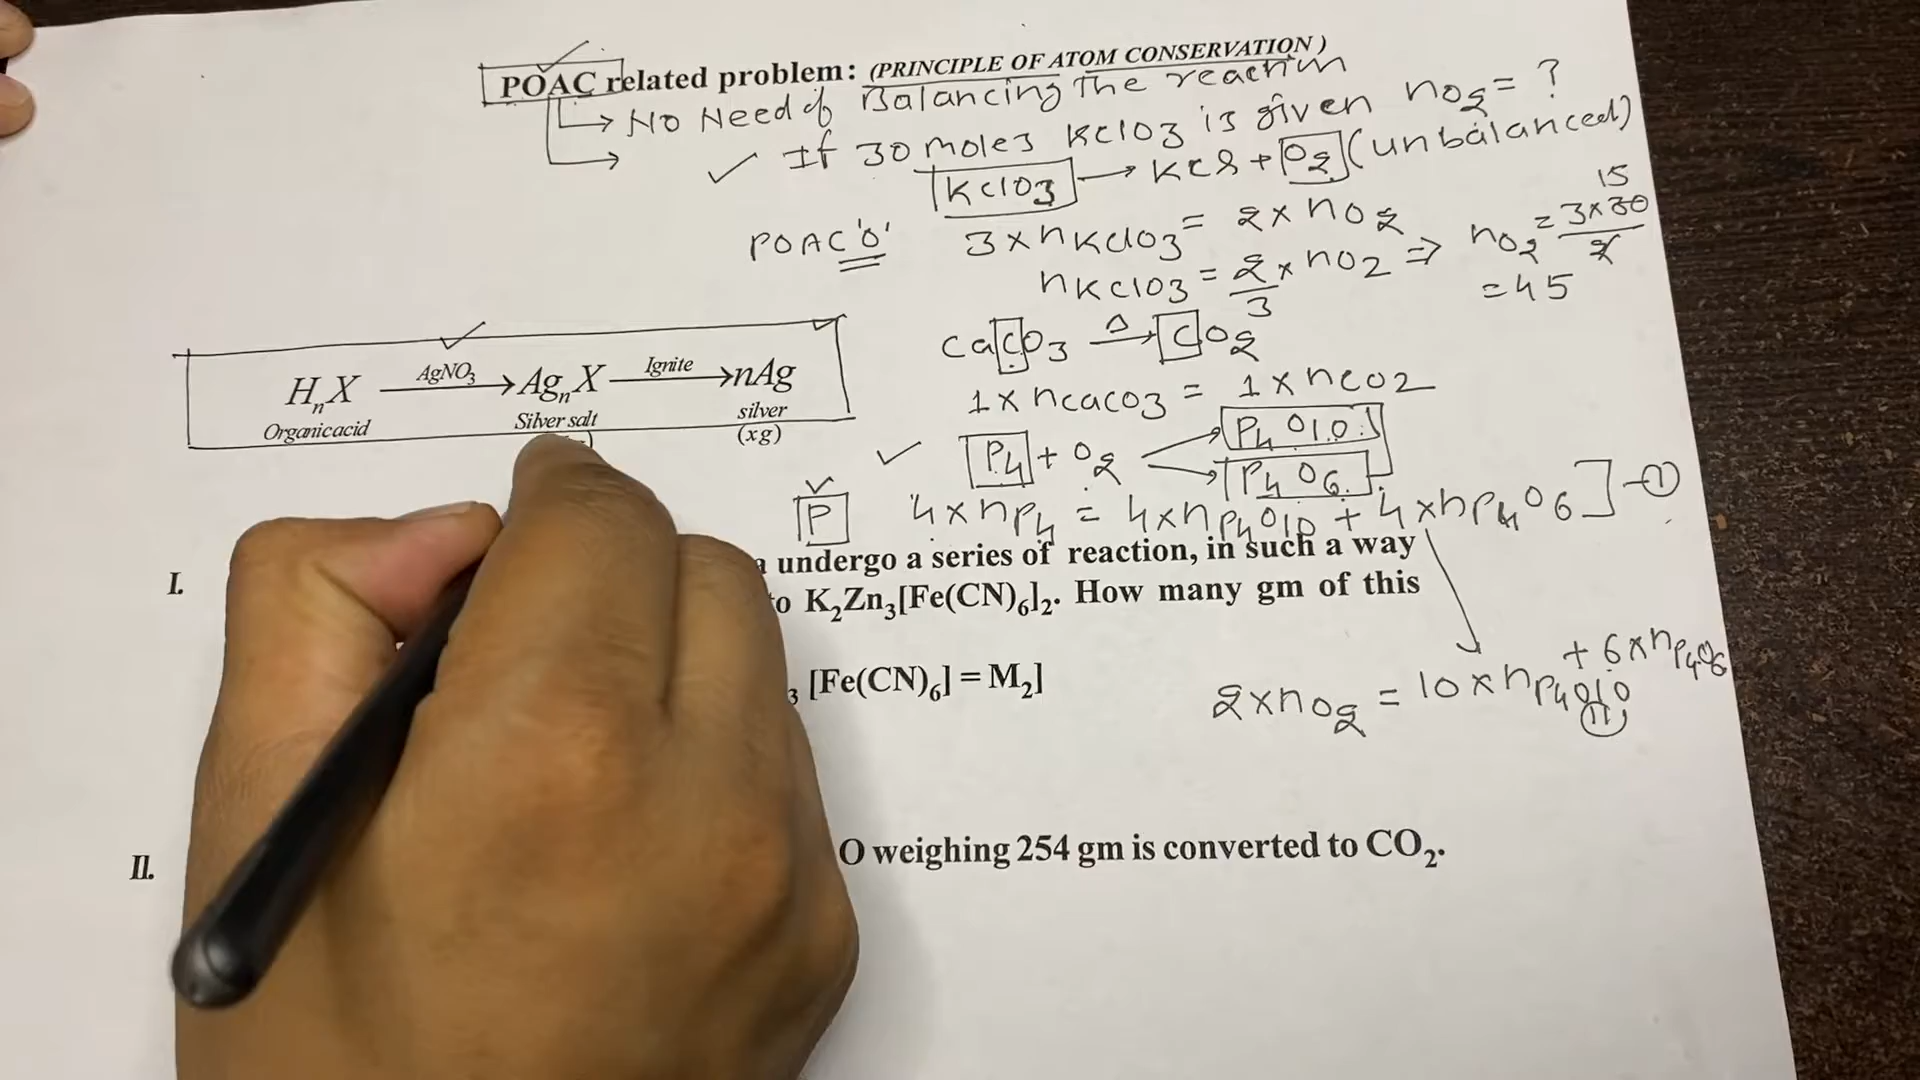 POAC related problem: (PRINCIPLE OF ATOM CONSERVATION)
→ No Need of Balancing The reaction
→ ✓ If 30 moles KClO3 is given nO2 = ?
KClO3 → KCl + O2 (unbalanced)
POAC 'O' 3 × nKClO3 = 2 × nO2
nKClO3 = 2/3 × nO2 ⇒ nO2 = 3×30/2
15
= 45
CaCO3 Δ→ CO2
1 × nCaCO3 = 1 × nCO2
HnX AgNO3→ AgnX Ignite→ nAg
Organic acid Silver salt silver
(xg)
✓ P4 + O2 → P4O10
P4O6
P 4 × nP4 = 4 × nP4O10 + 4 × nP4O6] -①
I. undergo a series of reaction, in such a way
K2Zn3[Fe(CN)6]2. How many gm of this
3 [Fe(CN)6] = M2]
2 × nO2 = 10 × nP4O10 + 6 × nP4O6
(11)
II. O weighing 254 gm is converted to CO2.